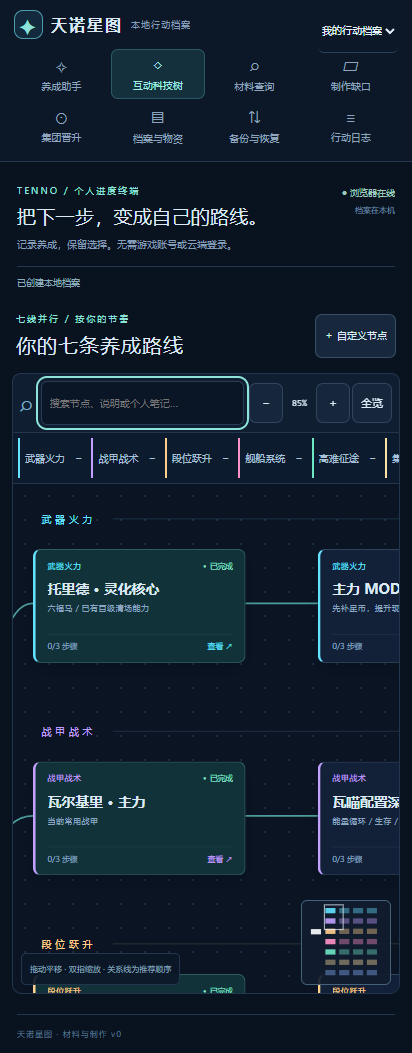 天诺星图 本地行动档案 我的行动档案
养成助手 互动科技树 材料查询 制作缺口
集团晋升 档案与物资 备份与恢复 行动日志
TENNO / 个人进度终端 浏览器在线
把下一步，变成自己的路线。 档案在本机
记录养成，保留选择。无需游戏账号或云端登录。
已创建本地档案
七线并行 / 按你的节奏
你的七条养成路线 + 自定义节点
搜索节点、说明或个人笔记… − 85% + 全览
武器火力 – 战甲战术 – 段位跃升 – 舰船系统 – 高难征途 –
武器火力
武器火力 • 已完成 武器火力
托里德 • 灵化核心 主力 MOD
六福马 / 已有百级清场能力 先补星币，提升现
0/3 步骤 查看 ↗ 0/3 步骤
战甲战术
战甲战术 • 已完成 战甲战术
瓦尔基里 • 主力 瓦喵配置深
当前常用战甲 能量循环 / 生存 /
0/3 步骤 查看 ↗ 0/3 步骤
段位跃升
拖动平移 · 双指缩放 · 关系线为推荐顺序
段位跃升 • 已完成 段位跃升
天诺星图 · 材料与制作 v0